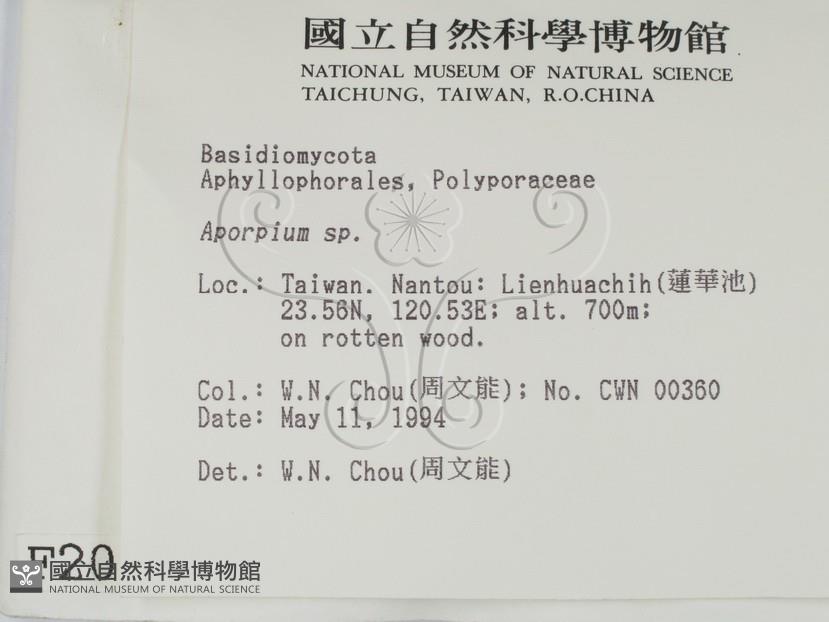 國立自然科學博物館
NATIONAL MUSEUM OF NATURAL SCIENCE
TAICHUNG, TAIWAN, R.O.CHINA
Basidiomycota
Aphyllophorales, Polyporaceae
Aporpium sp.
Loc.: Taiwan. Nantou: Lienhuachih(蓮華池)
23.56N, 120.53E; alt. 700m;
on rotten wood.
Col.: W.N. Chou(周文能); No. CWN 00360
Date: May 11, 1994
Det.: W.N. Chou(周文能)
F20
國立自然科學博物館
NATIONAL MUSEUM OF NATURAL SCIENCE